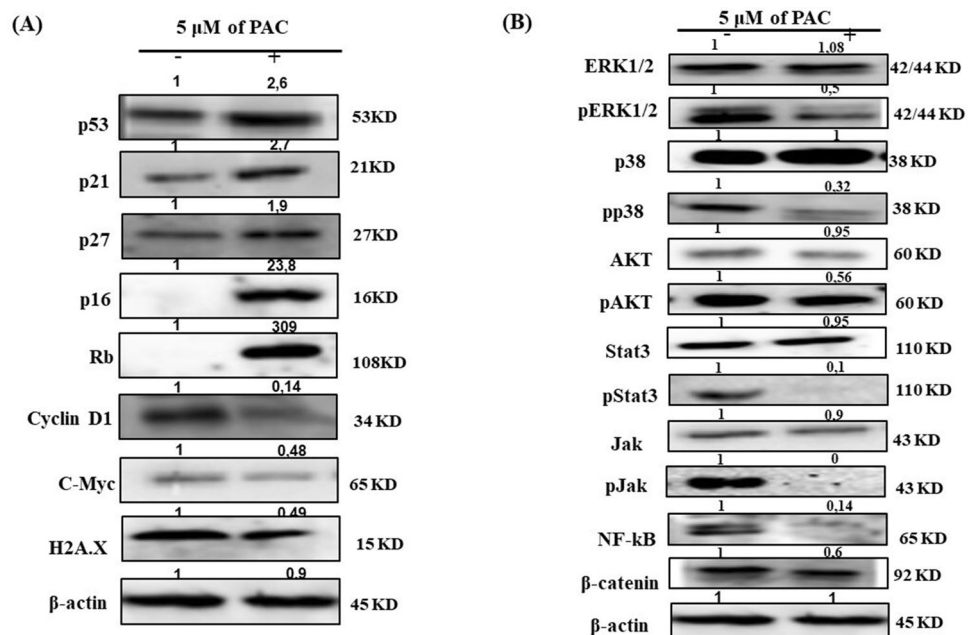 (A)
5 μM of PAC
- +
1 2,6
p53 53KD
1 2,7
p21 21KD
1 1,9
p27 27KD
1 23,8
p16 16KD
1 309
Rb 108KD
1 0,14
Cyclin D1 34 KD
1 0,48
C-Myc 65 KD
1 0,49
H2A.X 15 KD
1 0,9
β-actin 45 KD
(B)
5 μM of PAC
- +
1 1,08
ERK1/2 42/44 KD
1 0,5
pERK1/2 42/44 KD
1 1
p38 38 KD
1 0,32
pp38 38 KD
1 0,95
AKT 60 KD
1 0,56
pAKT 60 KD
1 0,95
Stat3 110 KD
1 0,1
pStat3 110 KD
1 0,9
Jak 43 KD
1 0
pJak 43 KD
1 0,14
NF-kB 65 KD
1 0,6
β-catenin 92 KD
1 1
β-actin 45 KD